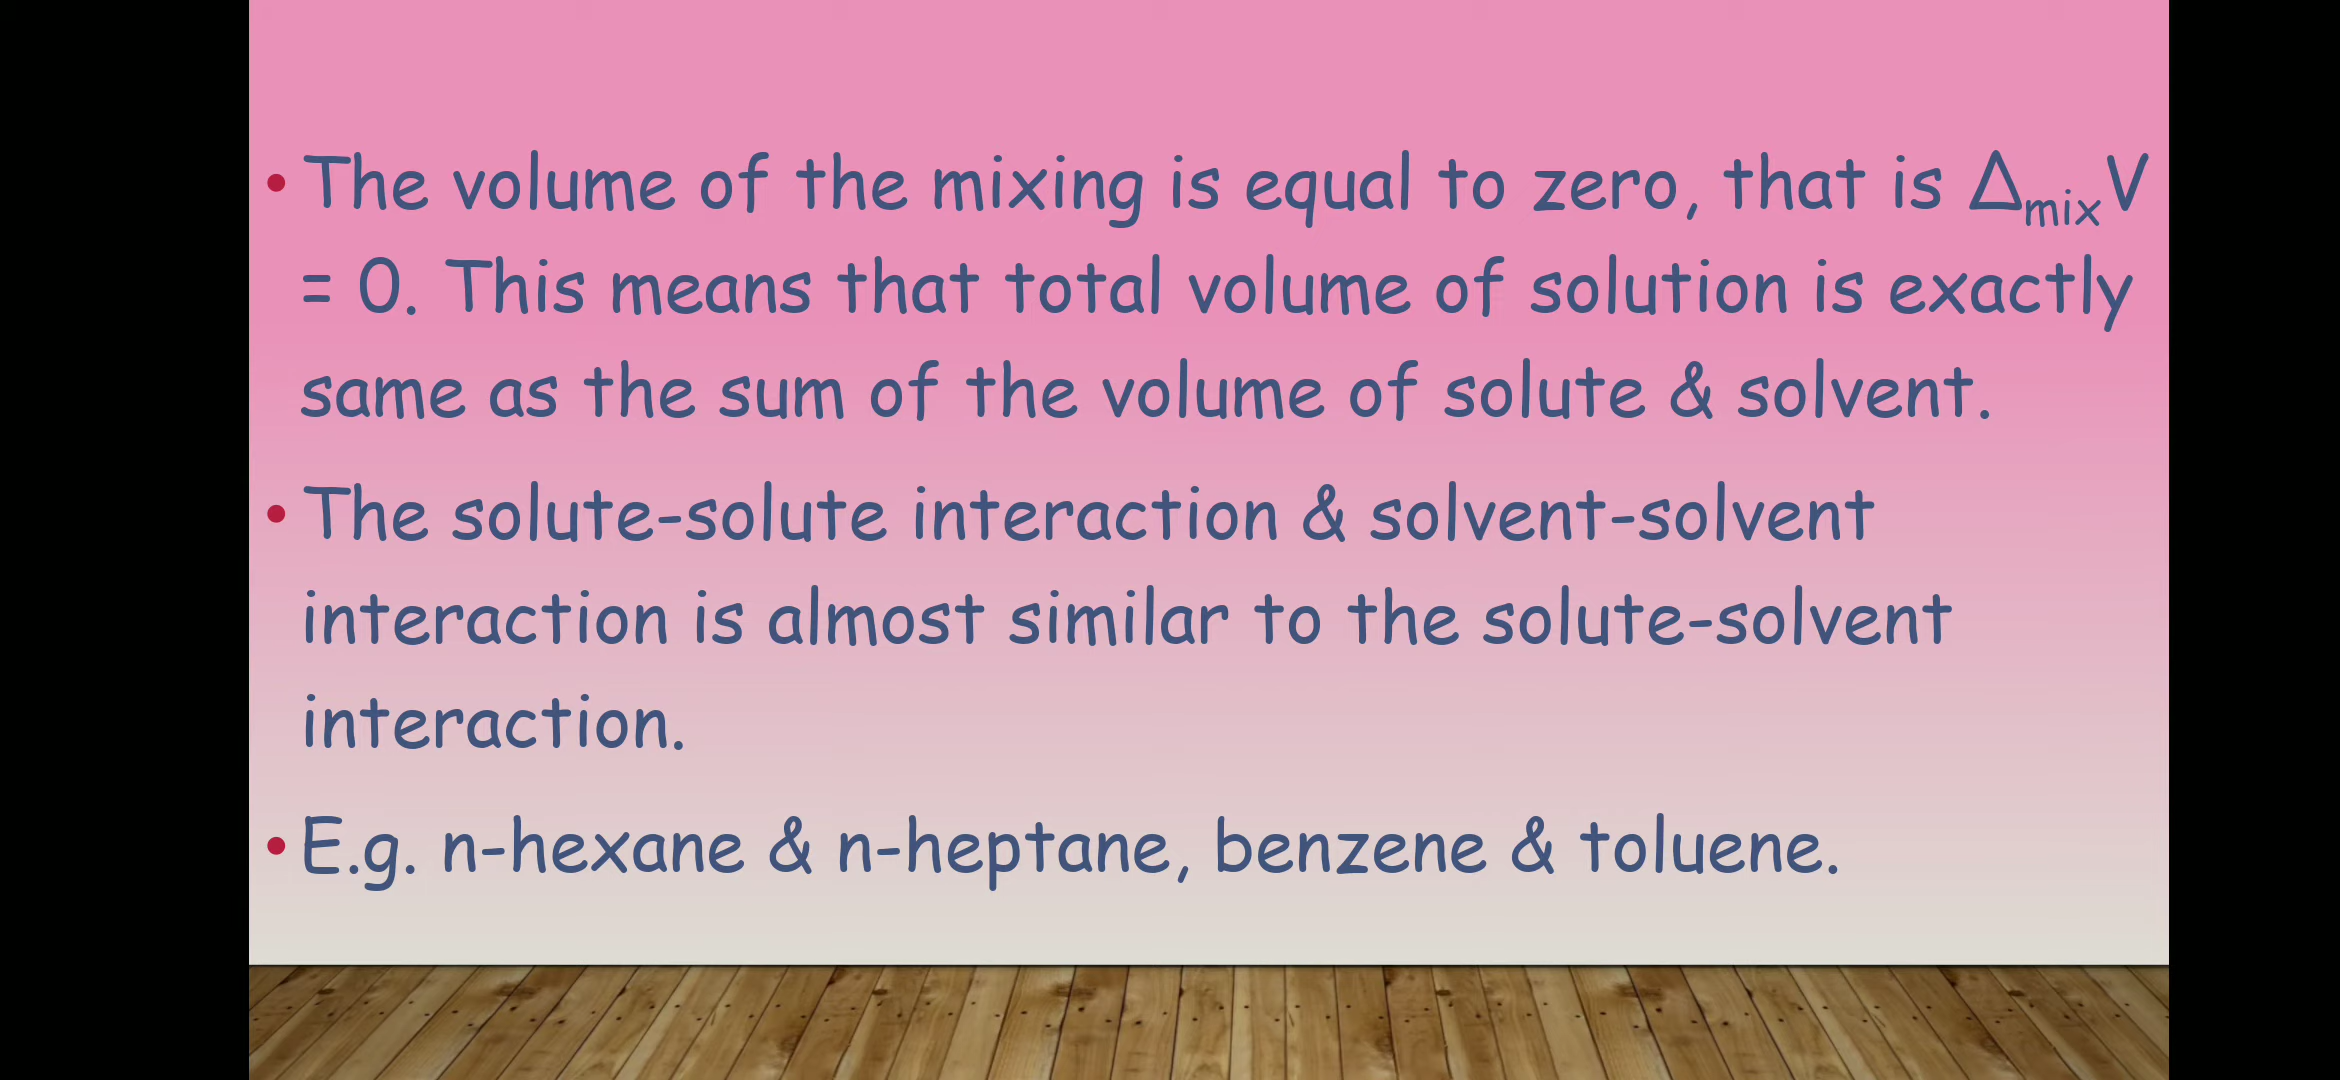 • The volume of the mixing is equal to zero, that is ΔmixV
= 0. This means that total volume of solution is exactly
same as the sum of the volume of solute & solvent.
• The solute-solute interaction & solvent-solvent
interaction is almost similar to the solute-solvent
interaction.
• E.g. n-hexane & n-heptane, benzene & toluene.